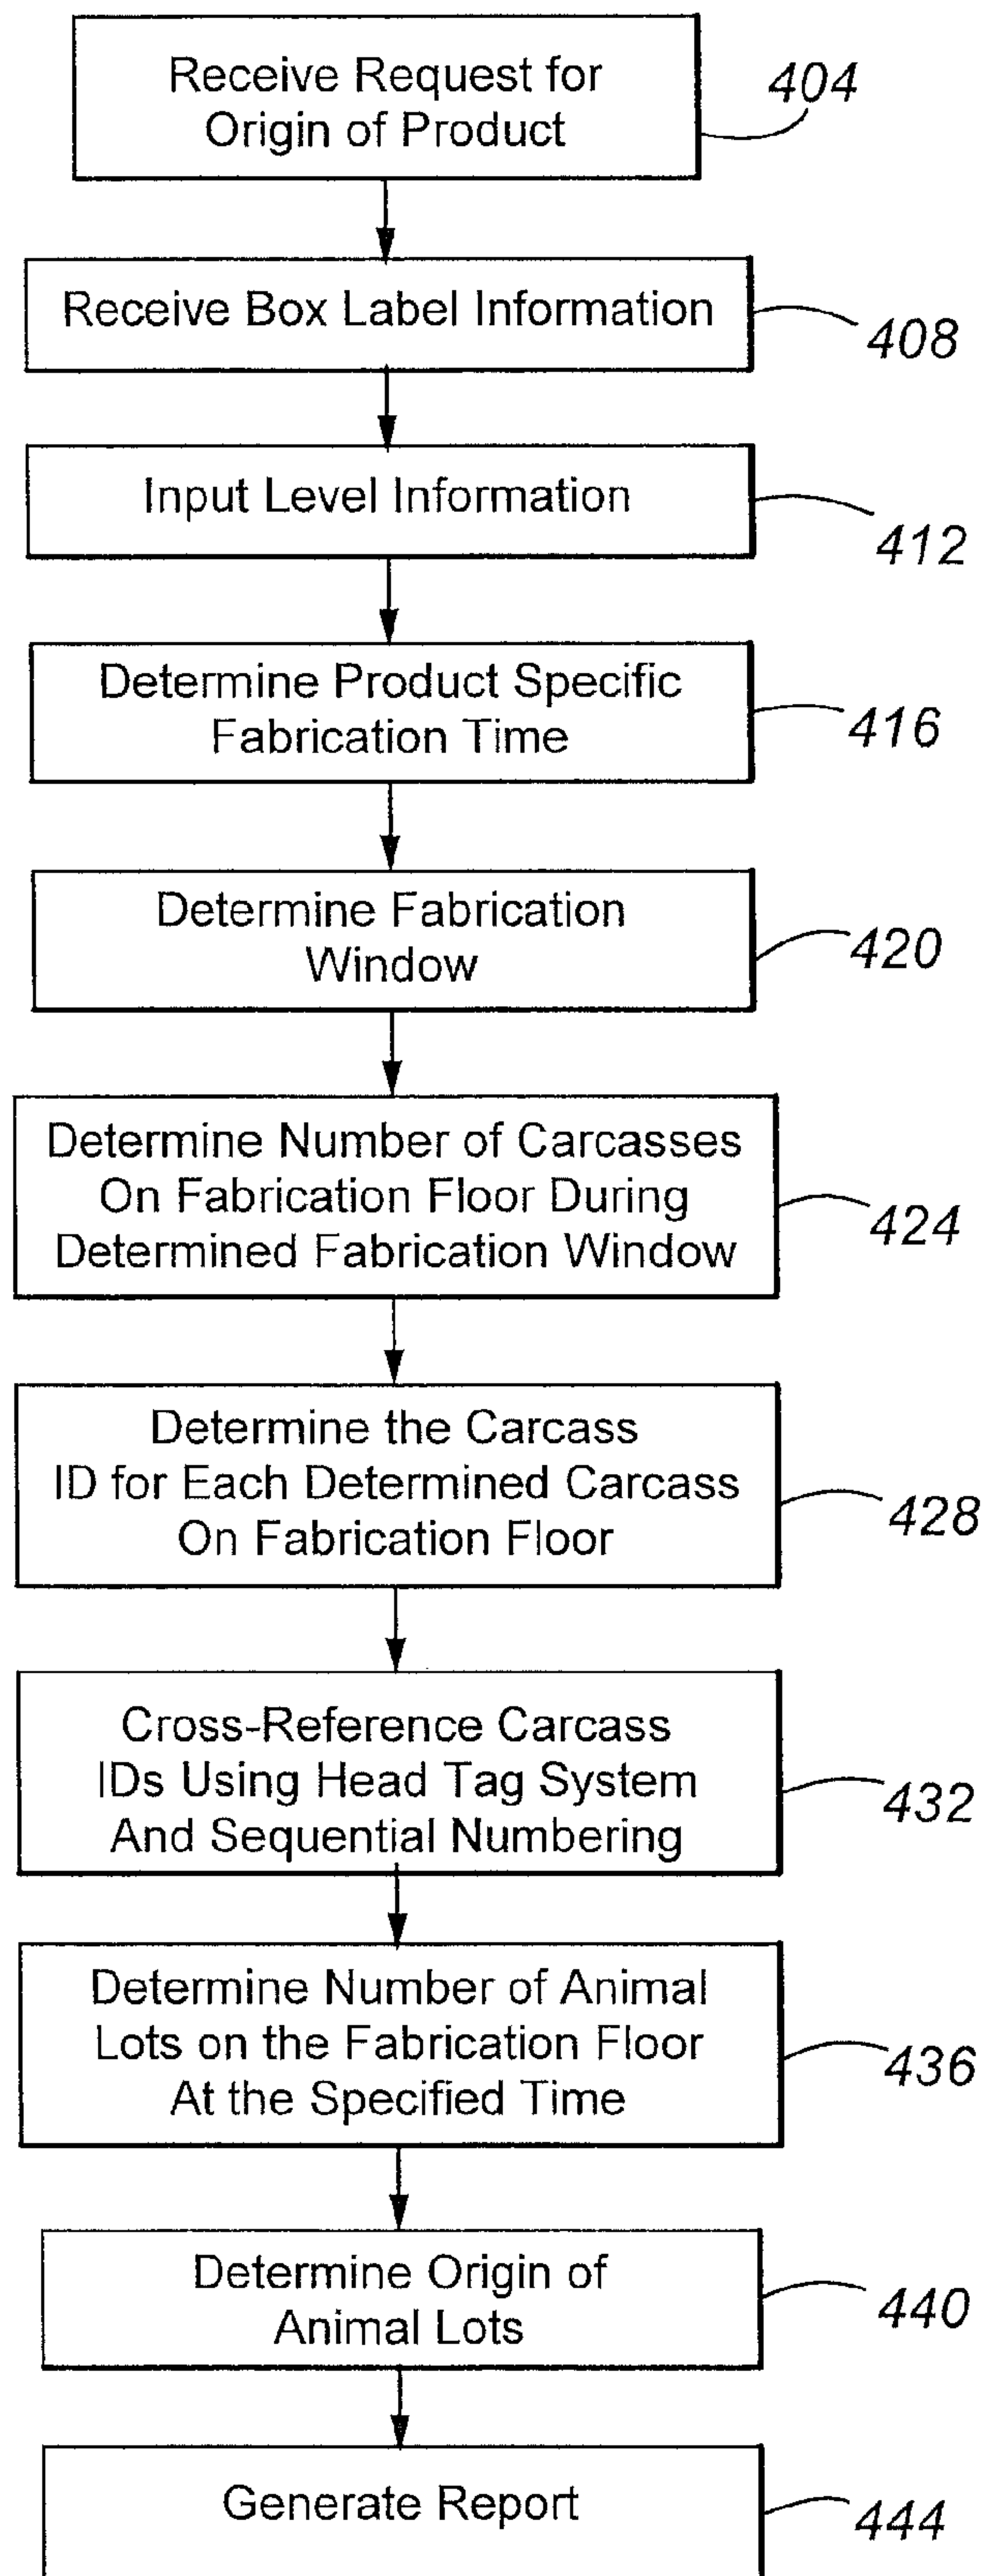 Receive Request for
Origin of Product
404
Receive Box Label Information
408
Input Level Information
412
Determine Product Specific
Fabrication Time
416
Determine Fabrication
Window
420
Determine Number of Carcasses
On Fabrication Floor During
Determined Fabrication Window
424
Determine the Carcass
ID for Each Determined Carcass
On Fabrication Floor
428
Cross-Reference Carcass
IDs Using Head Tag System
And Sequential Numbering
432
Determine Number of Animal
Lots on the Fabrication Floor
At the Specified Time
436
Determine Origin of
Animal Lots
440
Generate Report
444